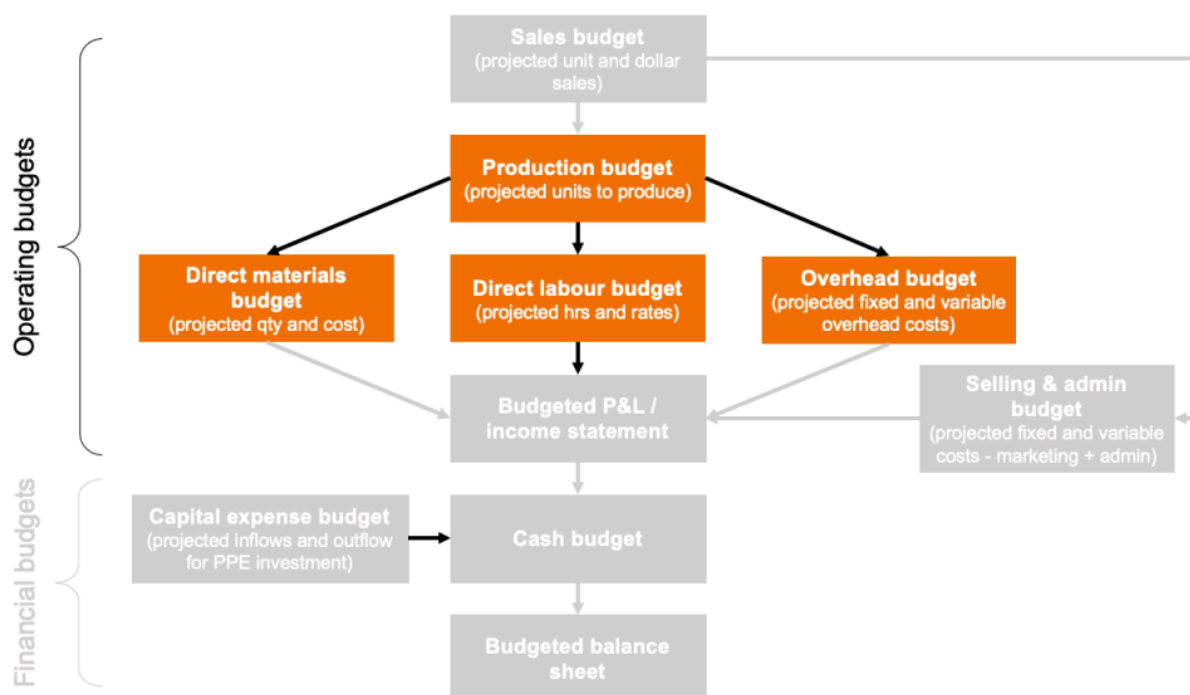 Operating budgets
Sales budget
(projected unit and dollar
sales)
Production budget
(projected units to produce)
Direct materials
budget
(projected qty and cost)
Direct labour budget
(projected hrs and rates)
Overhead budget
(projected fixed and variable
overhead costs)
Budgeted P&L /
income statement
Selling & admin
budget
(projected fixed and variable
costs - marketing + admin)
Financial budgets
Capital expense budget
(projected inflows and outflow
for PPE investment)
Cash budget
Budgeted balance
sheet